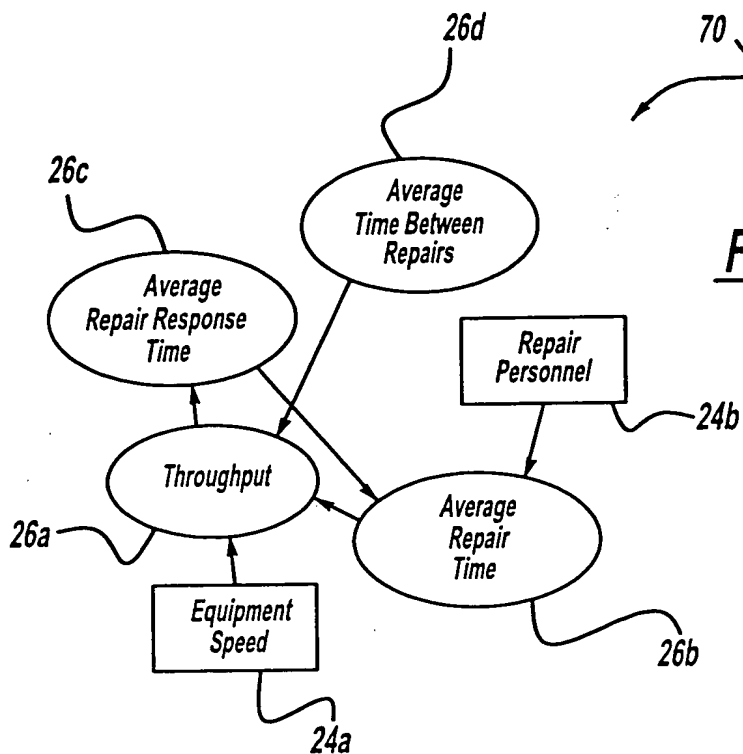 26d
70
26c
Average
Time Between
Repairs
Average
Repair Response
Time
Repair
Personnel
24b
Throughput
26a
Average
Repair
Time
Equipment
Speed
26b
24a